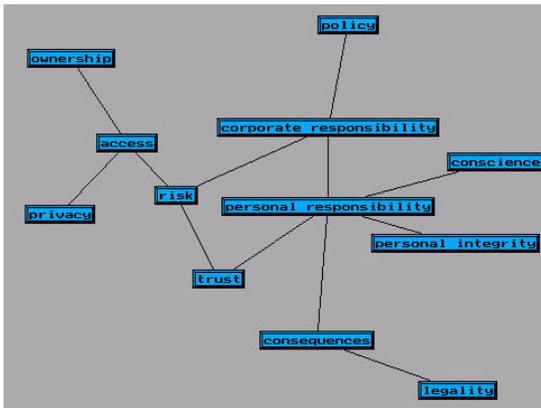 policy
ownership
corporate responsibility
access
conscience
risk
personal responsibility
privacy
personal integrity
trust
consequences
legality